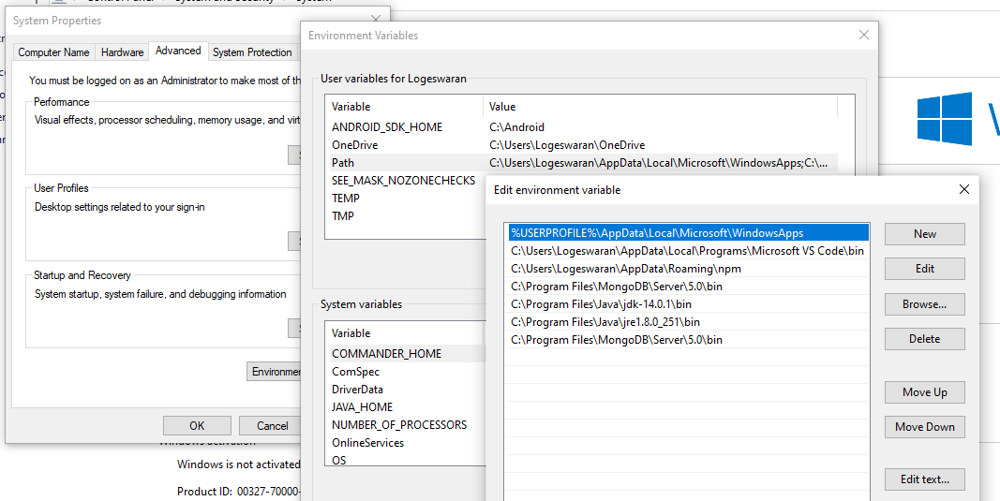 Control Panel
System and Security
System
System Properties
Computer Name
Hardware
Advanced
System Protection
You must be logged on as an Administrator to make most of
Performance
Visual effects, processor scheduling, memory usage, and
User Profiles
Desktop settings related to your sign-in
Startup and Recovery
System startup, system failure, and debugging information
OK
Cancel
Windows activation
Windows is not activated
Product ID: 00327-70000-
Environment Variables
User variables for Logeswaran
Variable Value
ANDROID_SDK_HOME C:\Android
OneDrive C:\Users\Logeswaran\OneDrive
Path C:\Users\Logeswaran\AppData\Local\Microsoft\WindowsApps;C:\...
SEE_MASK_NOZONECHECKS
TEMP
TMP
System variables
Variable
COMMANDER_HOME
ComSpec
DriverData
JAVA_HOME
NUMBER_OF_PROCESSORS
OnlineServices
OS
Edit environment variable
%USERPROFILE%\AppData\Local\Microsoft\WindowsApps
C:\Users\Logeswaran\AppData\Local\Programs\Microsoft VS Code\bin
C:\Users\Logeswaran\AppData\Roaming\npm
C:\Program Files\MongoDB\Server\5.0\bin
C:\Program Files\Java\jdk-14.0.1\bin
C:\Program Files\Java\jre1.8.0_251\bin
C:\Program Files\MongoDB\Server\5.0\bin
New
Edit
Browse...
Delete
Move Up
Move Down
Edit text...